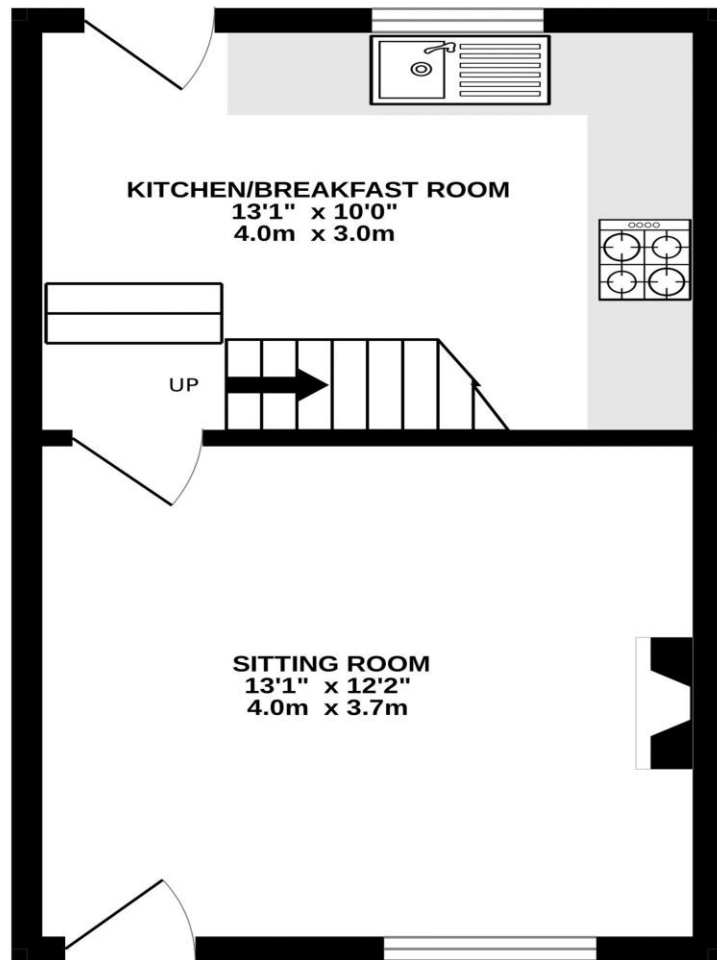 KITCHEN/BREAKFAST ROOM
13'1" x 10'0"
4.0m x 3.0m
UP
SITTING ROOM
13'1" x 12'2"
4.0m x 3.7m